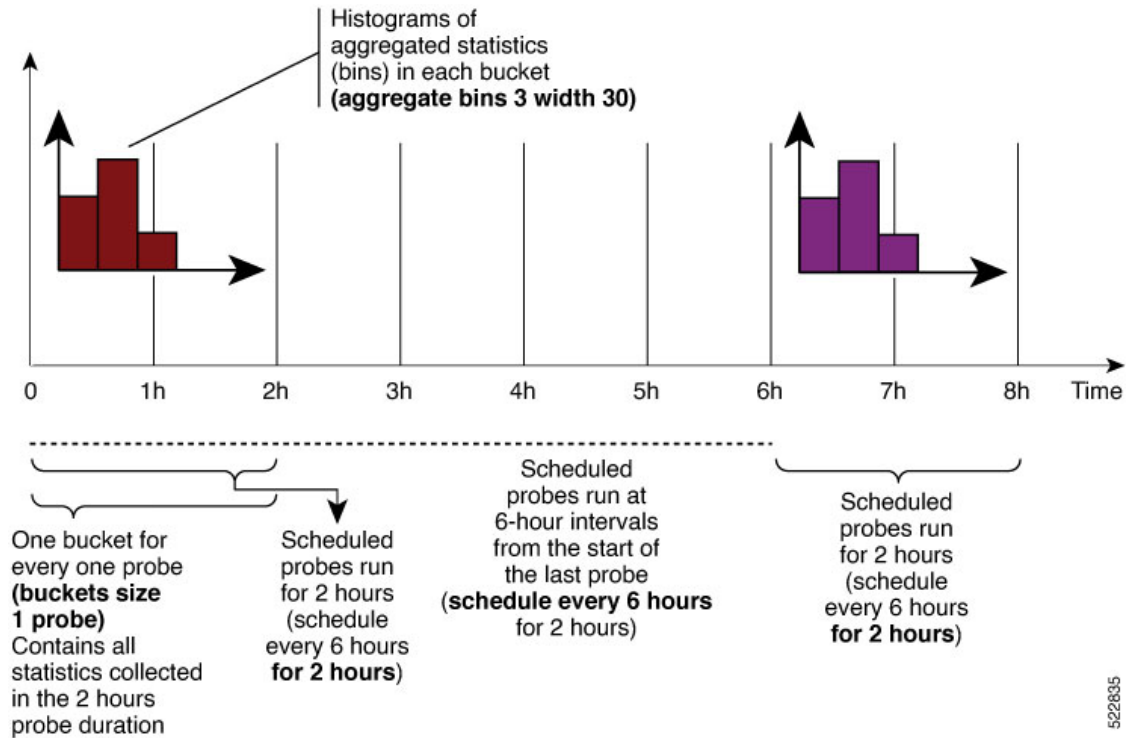 Histograms of
aggregated statistics
(bins) in each bucket
(aggregate bins 3 width 30)
0 1h 2h 3h 4h 5h 6h 7h 8h Time
One bucket for
every one probe
(buckets size
1 probe)
Contains all
statistics collected
in the 2 hours
probe duration
Scheduled
probes run
for 2 hours
(schedule
every 6 hours
for 2 hours)
Scheduled
probes run at
6-hour intervals
from the start of
the last probe
(schedule every 6 hours
for 2 hours)
Scheduled
probes run
for 2 hours
(schedule
every 6 hours
for 2 hours)
522835